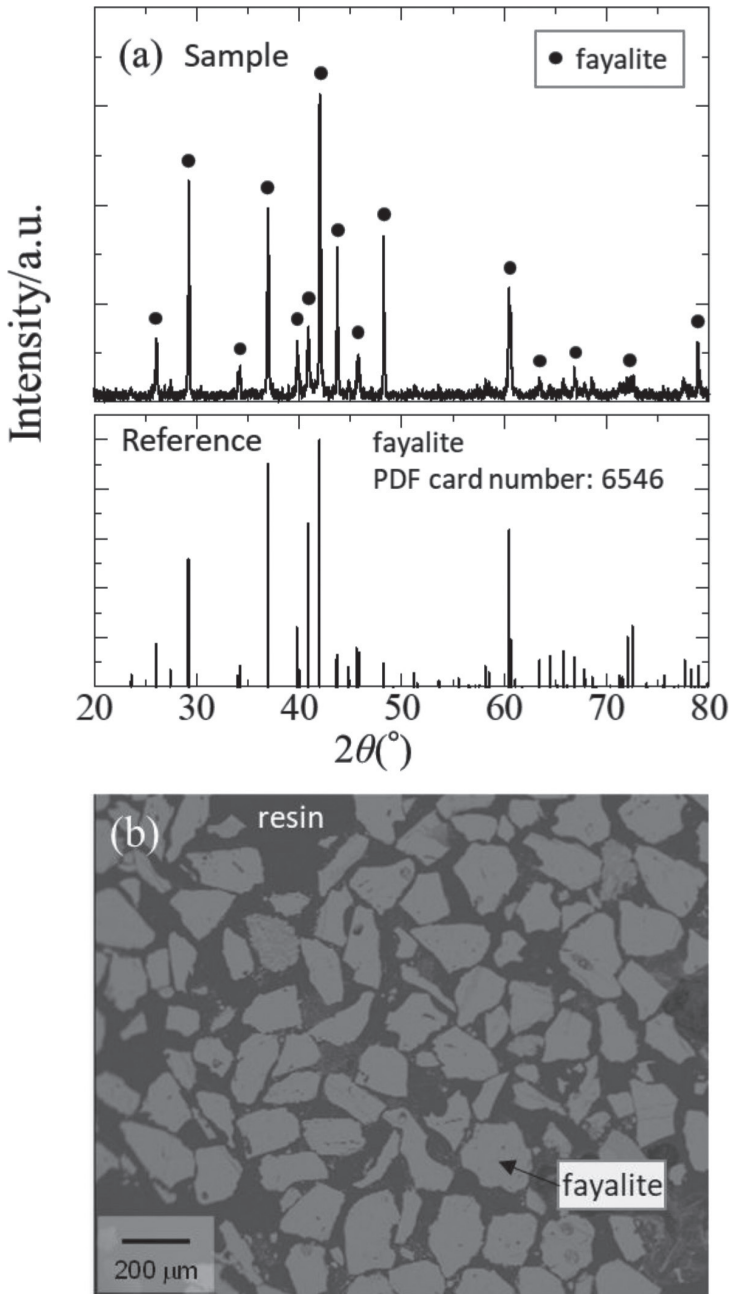 (a) Sample
● fayalite
Intensity/a.u.
Reference
fayalite
PDF card number: 6546
20 30 40 50 60 70 80
2θ(°)
(b)
resin
fayalite
200 μm